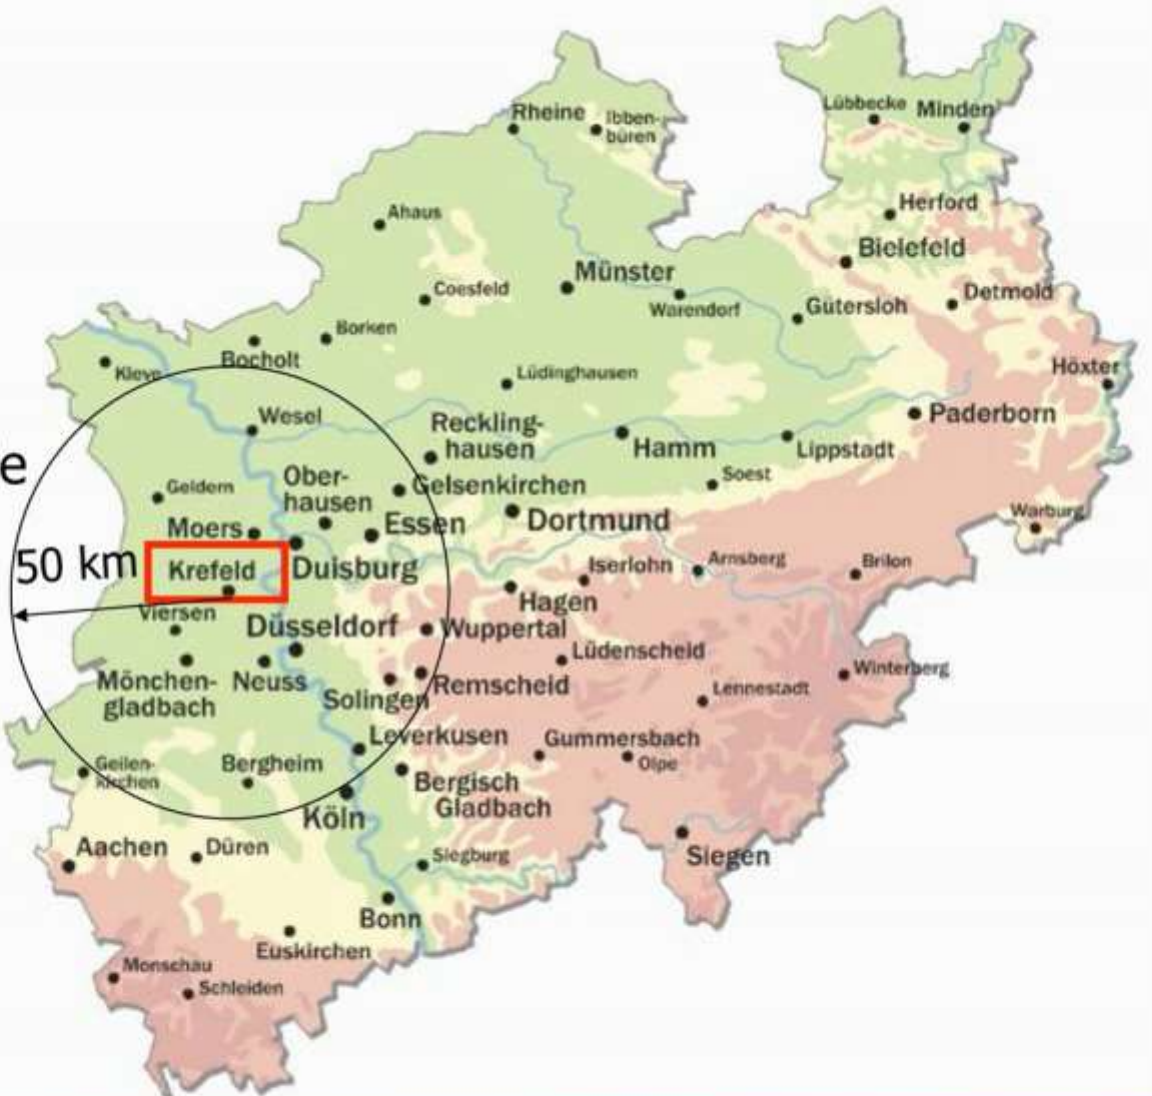 Rheine
Ibben-
büren
Lübbecke
Minden
Ahaus
Herford
Bielefeld
Münster
Coesfeld
Warendorf
Gütersloh
Detmold
Borken
Bocholt
Kleve
Lüdinghausen
Höxter
Wesel
Reckling-
hausen
Hamm
Lippstadt
Paderborn
e
Geldern
Ober-
hausen
Gelsenkirchen
Soest
Moers
Essen
Dortmund
Warburg
50 km
Krefeld
Duisburg
Iserlohn
Arnsberg
Brilon
Hagen
Viersen
Düsseldorf
Wuppertal
Lüdenscheid
Winterberg
Mönchen-
gladbach
Neuss
Solingen
Remscheid
Lennestadt
Leverkusen
Gummersbach
Olpe
Geilen-
kirchen
Bergheim
Bergisch
Gladbach
Köln
Aachen
Düren
Siegburg
Siegen
Bonn
Euskirchen
Monschau
Schleiden